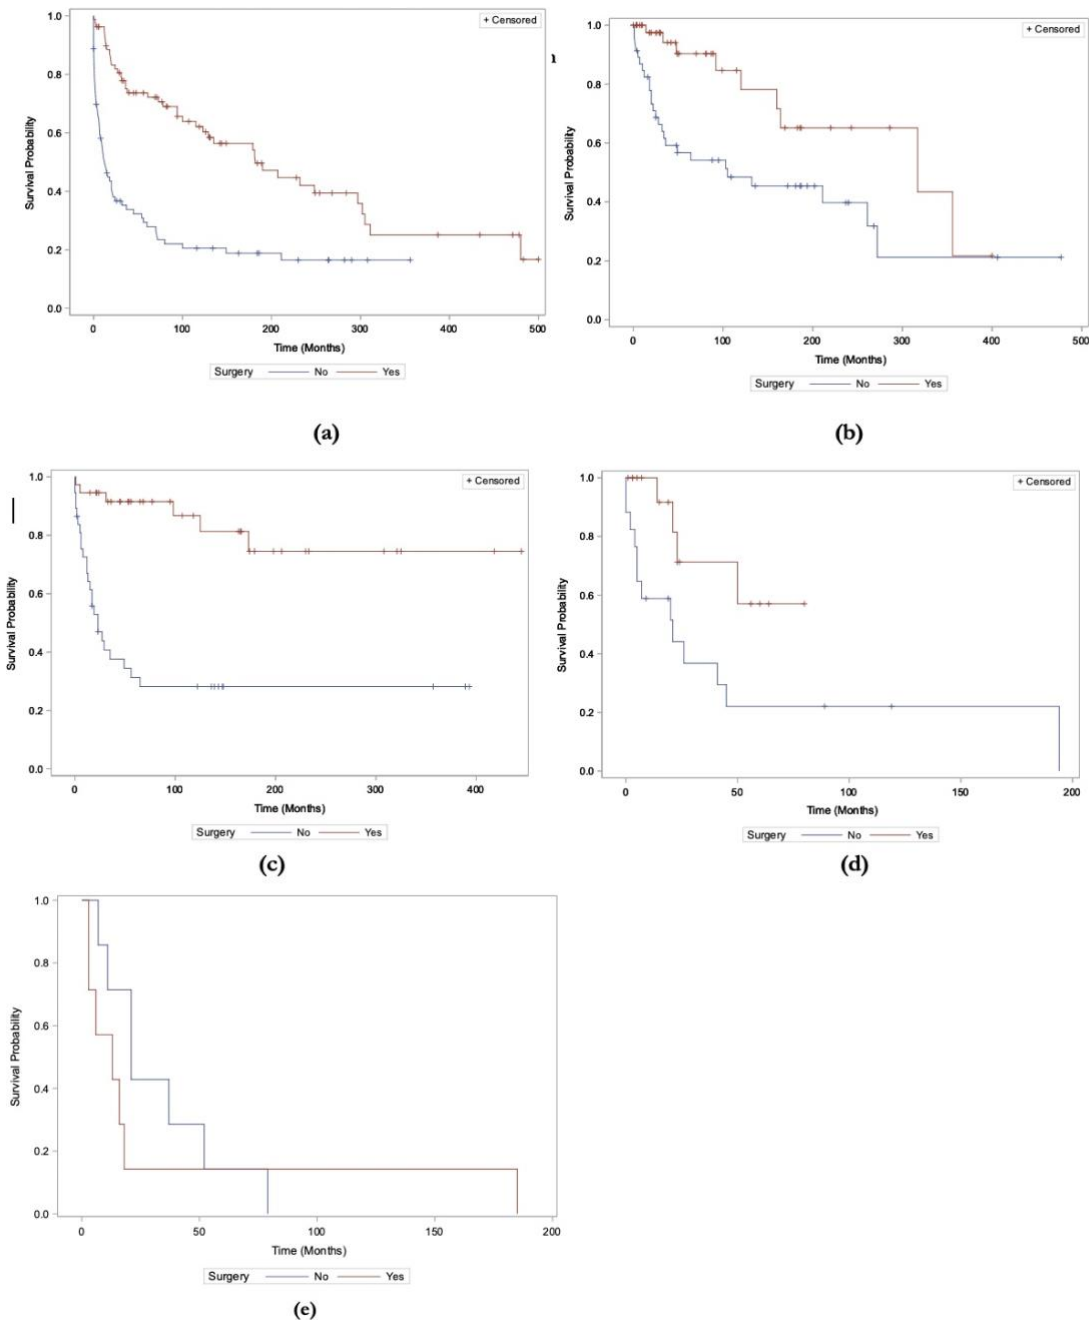 1.0
0.8
0.6
0.4
0.2
0.0
Survival Probability
+ Censored
0 100 200 300 400 500
Time (Months)
Surgery No Yes
(a)
1.0
0.8
0.6
0.4
0.2
0.0
Survival Probability
+ Censored
0 100 200 300 400 500
Time (Months)
Surgery No Yes
(b)
1.0
0.8
0.6
0.4
0.2
0.0
Survival Probability
+ Censored
0 100 200 300 400
Time (Months)
Surgery No Yes
(c)
1.0
0.8
0.6
0.4
0.2
0.0
Survival Probability
+ Censored
0 50 100 150 200
Time (Months)
Surgery No Yes
(d)
1.0
0.8
0.6
0.4
0.2
0.0
Survival Probability
0 50 100 150 200
Time (Months)
Surgery No Yes
(e)